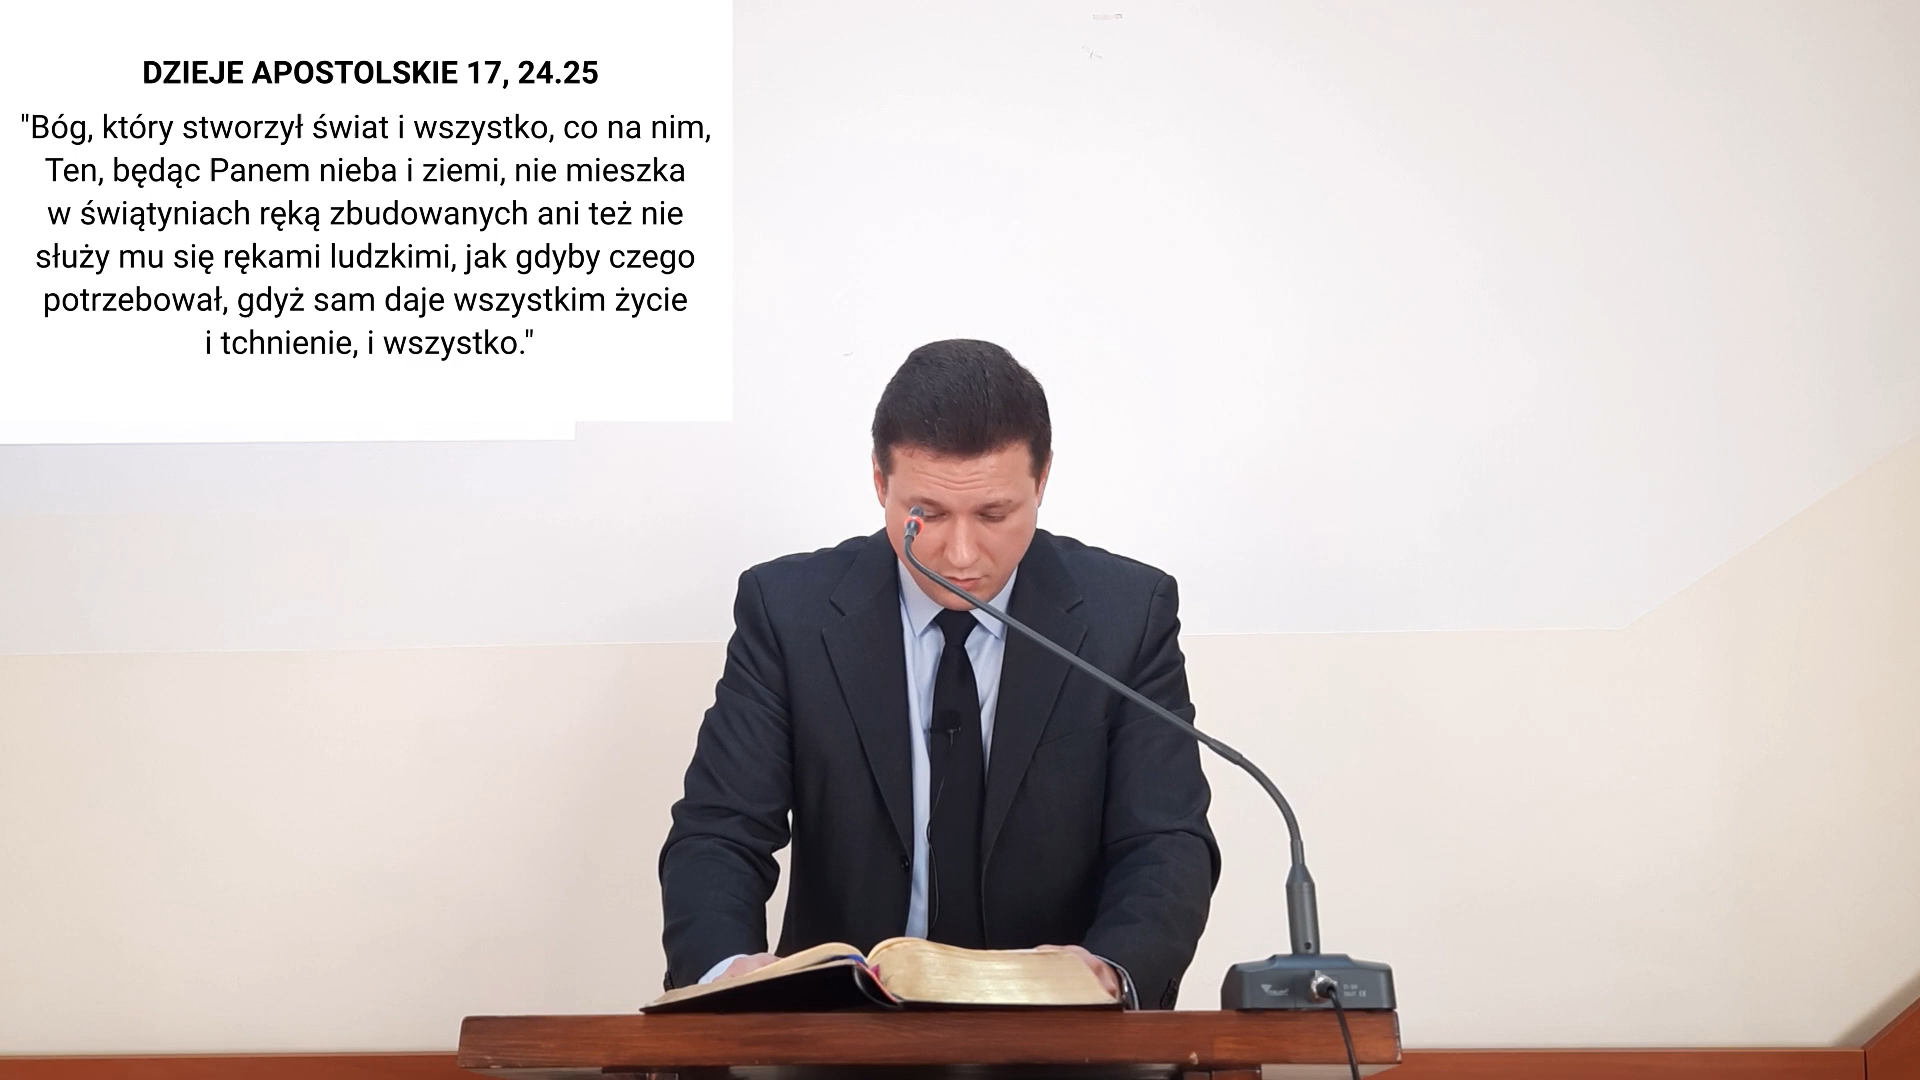 DZIEJE APOSTOLSKIE 17, 24.25
"Bóg, który stworzył świat i wszystko, co na nim,
Ten, będąc Panem nieba i ziemi, nie mieszka
w świątyniach ręką zbudowanych ani też nie
służy mu się rękami ludzkimi, jak gdyby czego
potrzebował, gdyż sam daje wszystkim życie
i tchnienie, i wszystko."